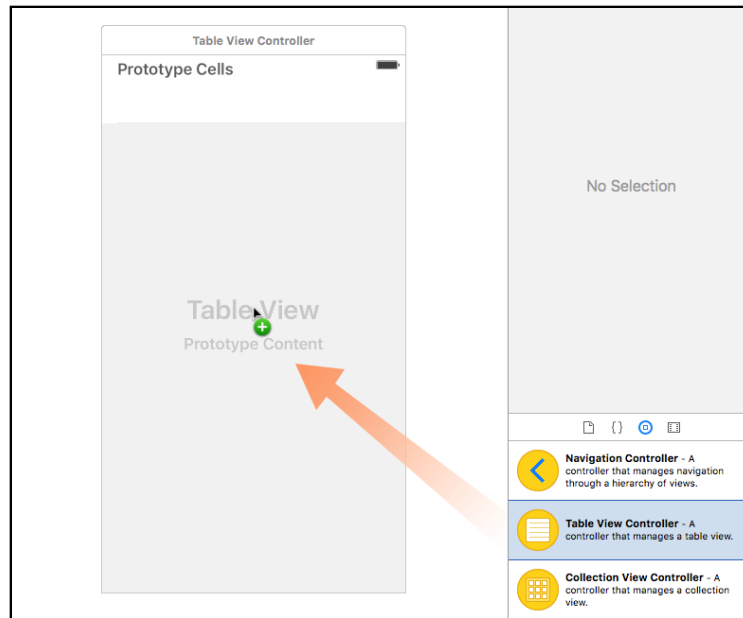 Table View Controller
Prototype Cells
Table View
Prototype Content
No Selection
{}
Navigation Controller - A
controller that manages navigation
through a hierarchy of views.
Table View Controller - A
controller that manages a table view.
Collection View Controller - A
controller that manages a collection
view.